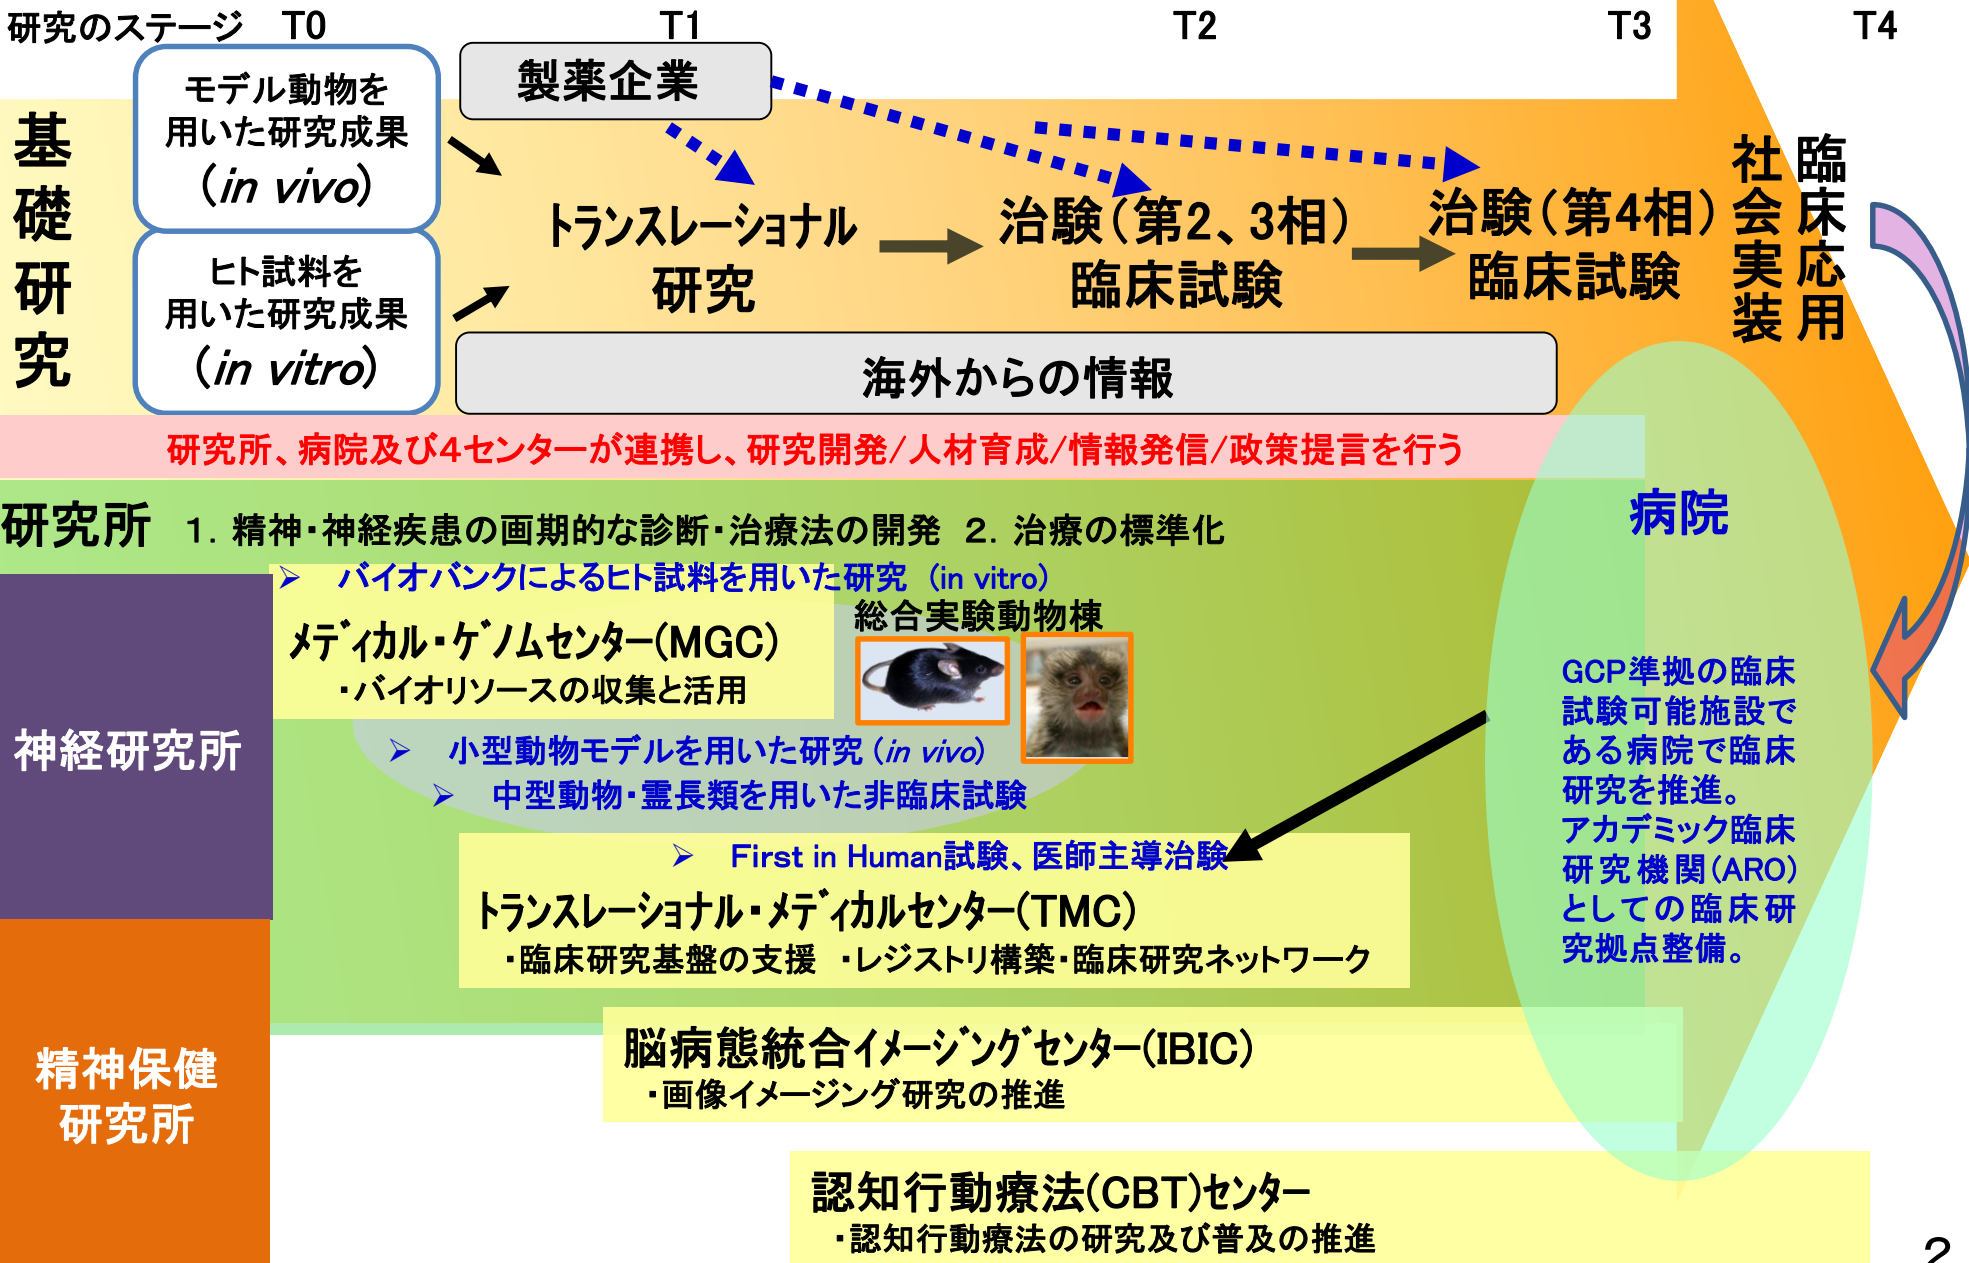 研究のステージ T0 T1 T2 T3 T4
基礎研究
モデル動物を
用いた研究成果
(in vivo)
ヒト試料を
用いた研究成果
(in vitro)
製薬企業
トランスレーショナル
研究
治験(第2、3相)
臨床試験
治験(第4相)
臨床試験
臨床応用
社会実装
海外からの情報
研究所、病院及び4センターが連携し、研究開発/人材育成/情報発信/政策提言を行う
研究所 1. 精神・神経疾患の画期的な診断・治療法の開発 2. 治療の標準化
➢ バイオバンクによるヒト試料を用いた研究 (in vitro)
メディカル・ゲノムセンター(MGC)
・バイオリソースの収集と活用
総合実験動物棟
➢ 小型動物モデルを用いた研究 (in vivo)
➢ 中型動物・霊長類を用いた非臨床試験
➢ First in Human試験、医師主導治験
トランスレーショナル・メディカルセンター(TMC)
・臨床研究基盤の支援 ・レジストリ構築・臨床研究ネットワーク
脳病態統合イメージングセンター(IBIC)
・画像イメージング研究の推進
認知行動療法(CBT)センター
・認知行動療法の研究及び普及の推進
神経研究所
精神保健
研究所
病院
GCP準拠の臨床
試験可能施設で
ある病院で臨床
研究を推進。
アカデミック臨床
研究機関(ARO)
としての臨床研
究拠点整備。
2